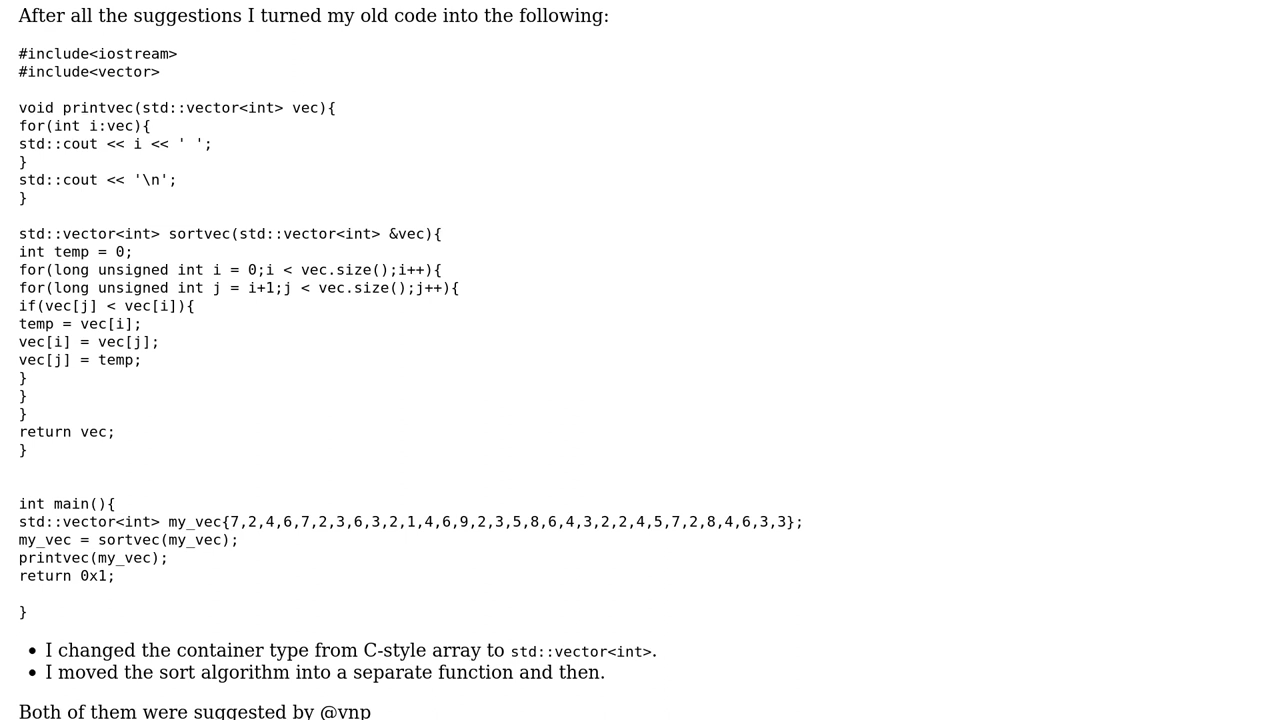 After all the suggestions I turned my old code into the following:
#include<iostream>
#include<vector>
void printvec(std::vector<int> vec){
for(int i:vec){
std::cout << i << ' ';
}
std::cout << '\n';
}
std::vector<int> sortvec(std::vector<int> &vec){
int temp = 0;
for(long unsigned int i = 0;i < vec.size();i++){
for(long unsigned int j = i+1;j < vec.size();j++){
if(vec[j] < vec[i]){
temp = vec[i];
vec[i] = vec[j];
vec[j] = temp;
}
}
}
return vec;
}
int main(){
std::vector<int> my_vec{7,2,4,6,7,2,3,6,3,2,1,4,6,9,2,3,5,8,6,4,3,2,2,4,5,7,2,8,4,6,3,3};
my_vec = sortvec(my_vec);
printvec(my_vec);
return 0x1;
}
• I changed the container type from C-style array to std::vector<int>.
• I moved the sort algorithm into a separate function and then.
Both of them were suggested by @vnp